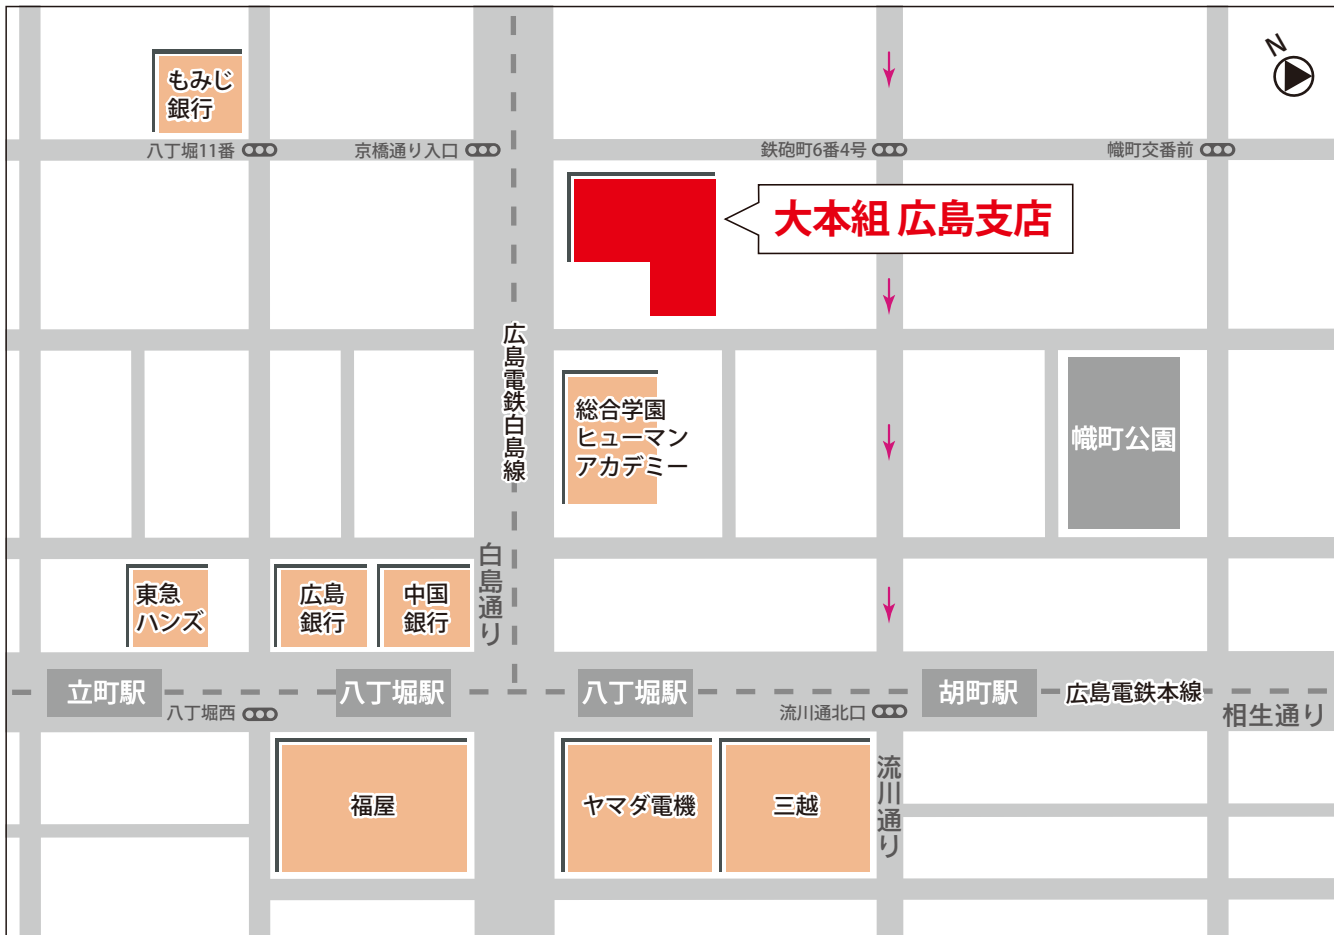 N
もみじ
銀行
八丁堀11番
京橋通り入口
鉄砲町6番4号
幟町交番前
大本組 広島支店
広島電鉄白島線
総合学園
ヒューマン
アカデミー
幟町公園
白島通り
東急
ハンズ
広島
銀行
中国
銀行
立町駅
八丁堀駅
八丁堀駅
胡町駅
広島電鉄本線
八丁堀西
流川通北口
相生通り
福屋
ヤマダ電機
三越
流川通り